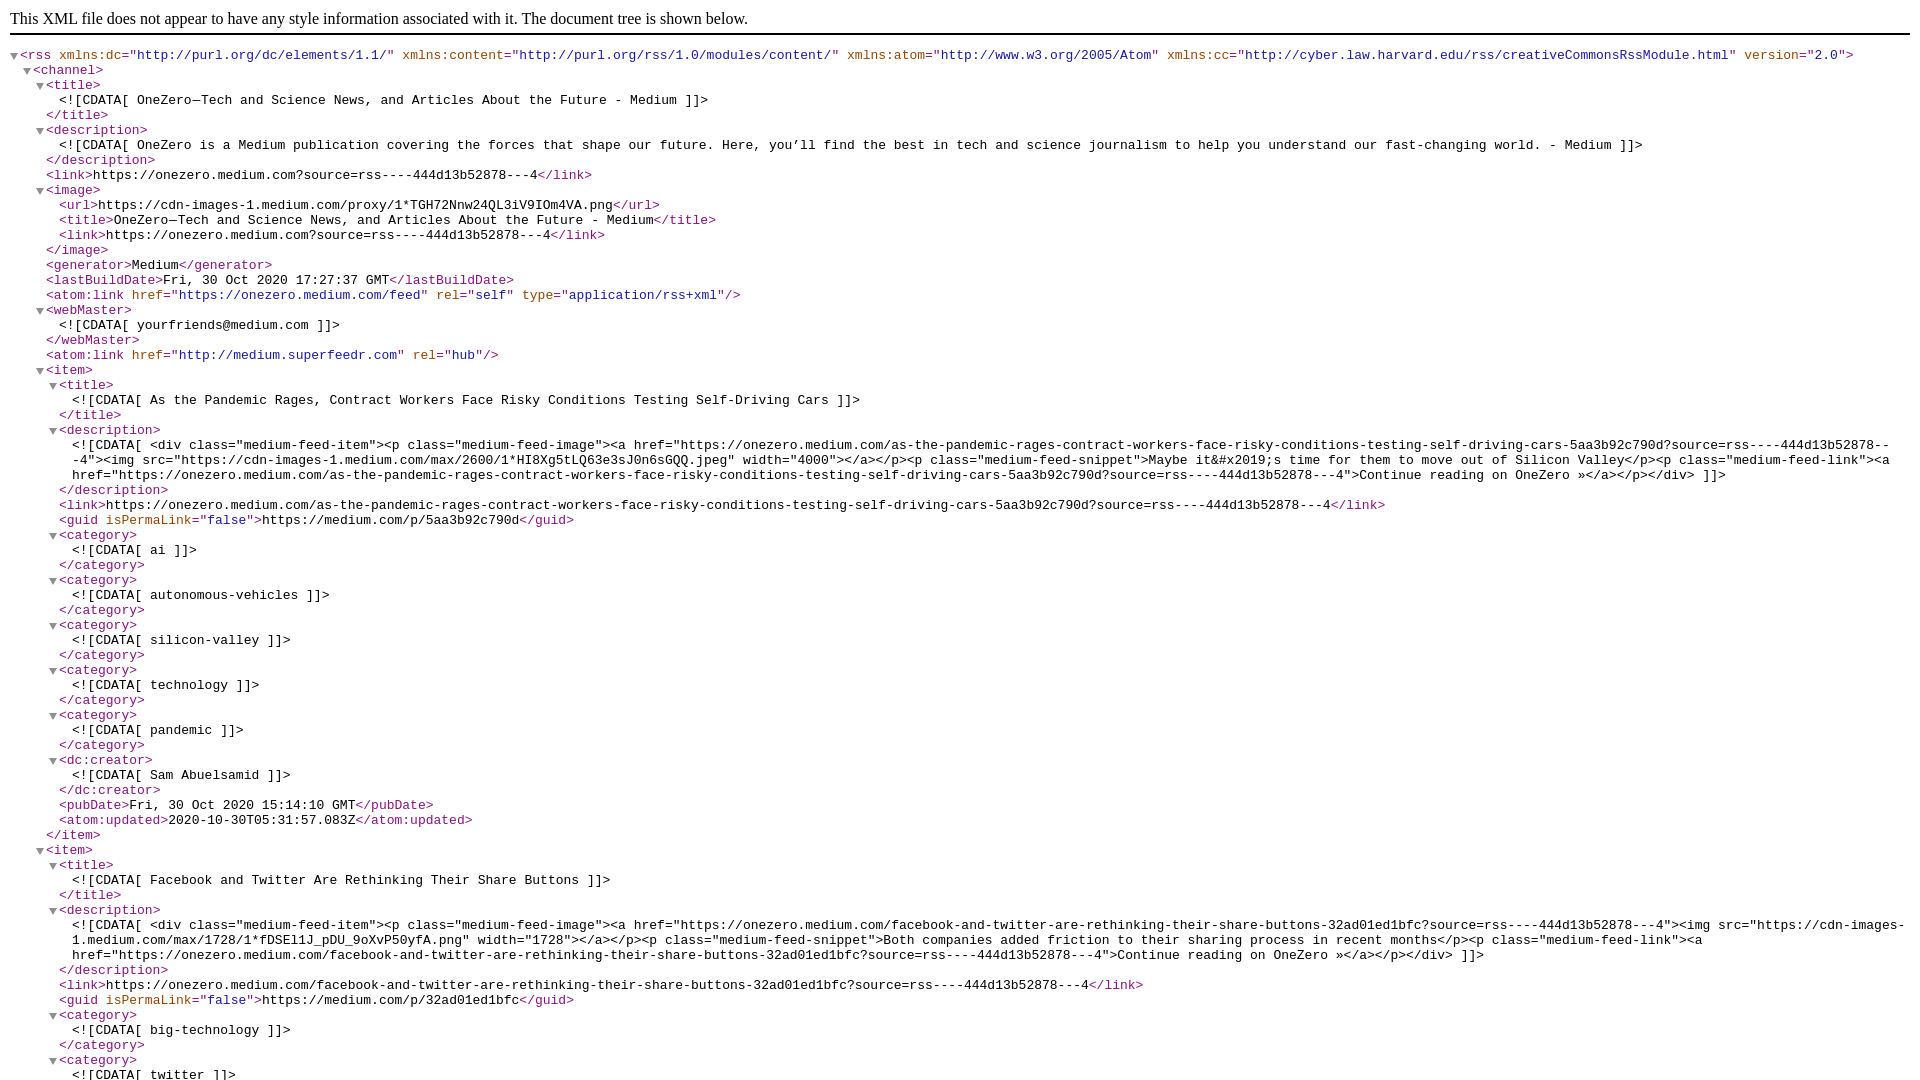 This XML file does not appear to have any style information associated with it. The document tree is shown below.
<rss xmlns:dc="http://purl.org/dc/elements/1.1/" xmlns:content="http://purl.org/rss/1.0/modules/content/" xmlns:atom="http://www.w3.org/2005/Atom" xmlns:cc="http://cyber.law.harvard.edu/rss/creativeCommonsRssModule.html" version="2.0">
<channel>
<title>
<![CDATA[ OneZero—Tech and Science News, and Articles About the Future - Medium ]]>
</title>
<description>
<![CDATA[ OneZero is a Medium publication covering the forces that shape our future. Here, you’ll find the best in tech and science journalism to help you understand our fast-changing world. - Medium ]]>
</description>
<link>https://onezero.medium.com?source=rss----444d13b52878---4</link>
<image>
<url>https://cdn-images-1.medium.com/proxy/1*TGH72Nnw24QL3iV9IOm4VA.png</url>
<title>OneZero—Tech and Science News, and Articles About the Future - Medium</title>
<link>https://onezero.medium.com?source=rss----444d13b52878---4</link>
</image>
<generator>Medium</generator>
<lastBuildDate>Fri, 30 Oct 2020 17:27:37 GMT</lastBuildDate>
<atom:link href="https://onezero.medium.com/feed" rel="self" type="application/rss+xml"/>
<webMaster>
<![CDATA[ yourfriends@medium.com ]]>
</webMaster>
<atom:link href="http://medium.superfeedr.com" rel="hub"/>
<item>
<title>
<![CDATA[ As the Pandemic Rages, Contract Workers Face Risky Conditions Testing Self-Driving Cars ]]>
</title>
<description>
<![CDATA[ <div class="medium-feed-item"><p class="medium-feed-image"><a href="https://onezero.medium.com/as-the-pandemic-rages-contract-workers-face-risky-conditions-testing-self-driving-cars-5aa3b92c790d?source=rss----444d13b52878--
-4"><img src="https://cdn-images-1.medium.com/max/2600/1*HI8Xg5tLQ63e3sJ0n6sGQQ.jpeg" width="4000"></a></p><p class="medium-feed-snippet">Maybe it&#x2019;s time for them to move out of Silicon Valley</p><p class="medium-feed-link"><a
href="https://onezero.medium.com/as-the-pandemic-rages-contract-workers-face-risky-conditions-testing-self-driving-cars-5aa3b92c790d?source=rss----444d13b52878---4">Continue reading on OneZero »</a></p></div> ]]>
</description>
<link>https://onezero.medium.com/as-the-pandemic-rages-contract-workers-face-risky-conditions-testing-self-driving-cars-5aa3b92c790d?source=rss----444d13b52878---4</link>
<guid isPermaLink="false">https://medium.com/p/5aa3b92c790d</guid>
<category>
<![CDATA[ ai ]]>
</category>
<category>
<![CDATA[ autonomous-vehicles ]]>
</category>
<category>
<![CDATA[ silicon-valley ]]>
</category>
<category>
<![CDATA[ technology ]]>
</category>
<category>
<![CDATA[ pandemic ]]>
</category>
<dc:creator>
<![CDATA[ Sam Abuelsamid ]]>
</dc:creator>
<pubDate>Fri, 30 Oct 2020 15:14:10 GMT</pubDate>
<atom:updated>2020-10-30T05:31:57.083Z</atom:updated>
</item>
<item>
<title>
<![CDATA[ Facebook and Twitter Are Rethinking Their Share Buttons ]]>
</title>
<description>
<![CDATA[ <div class="medium-feed-item"><p class="medium-feed-image"><a href="https://onezero.medium.com/facebook-and-twitter-are-rethinking-their-share-buttons-32ad01ed1bfc?source=rss----444d13b52878---4"><img src="https://cdn-images-
1.medium.com/max/1728/1*fDSEl1J_pDU_9oXvP50yfA.png" width="1728"></a></p><p class="medium-feed-snippet">Both companies added friction to their sharing process in recent months</p><p class="medium-feed-link"><a
href="https://onezero.medium.com/facebook-and-twitter-are-rethinking-their-share-buttons-32ad01ed1bfc?source=rss----444d13b52878---4">Continue reading on OneZero »</a></p></div> ]]>
</description>
<link>https://onezero.medium.com/facebook-and-twitter-are-rethinking-their-share-buttons-32ad01ed1bfc?source=rss----444d13b52878---4</link>
<guid isPermaLink="false">https://medium.com/p/32ad01ed1bfc</guid>
<category>
<![CDATA[ big-technology ]]>
</category>
<category>
<![CDATA[ twitter ]]>